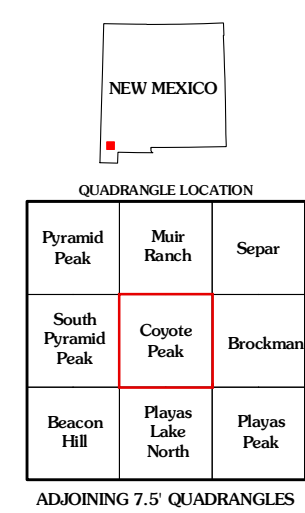 NEW MEXICO
QUADRANGLE LOCATION
Pyramid
Peak
Muir
Ranch
Separ
South
Pyramid
Peak
Coyote
Peak
Brockman
Beacon
Hill
Playas
Lake
North
Playas
Peak
ADJOINING 7.5' QUADRANGLES